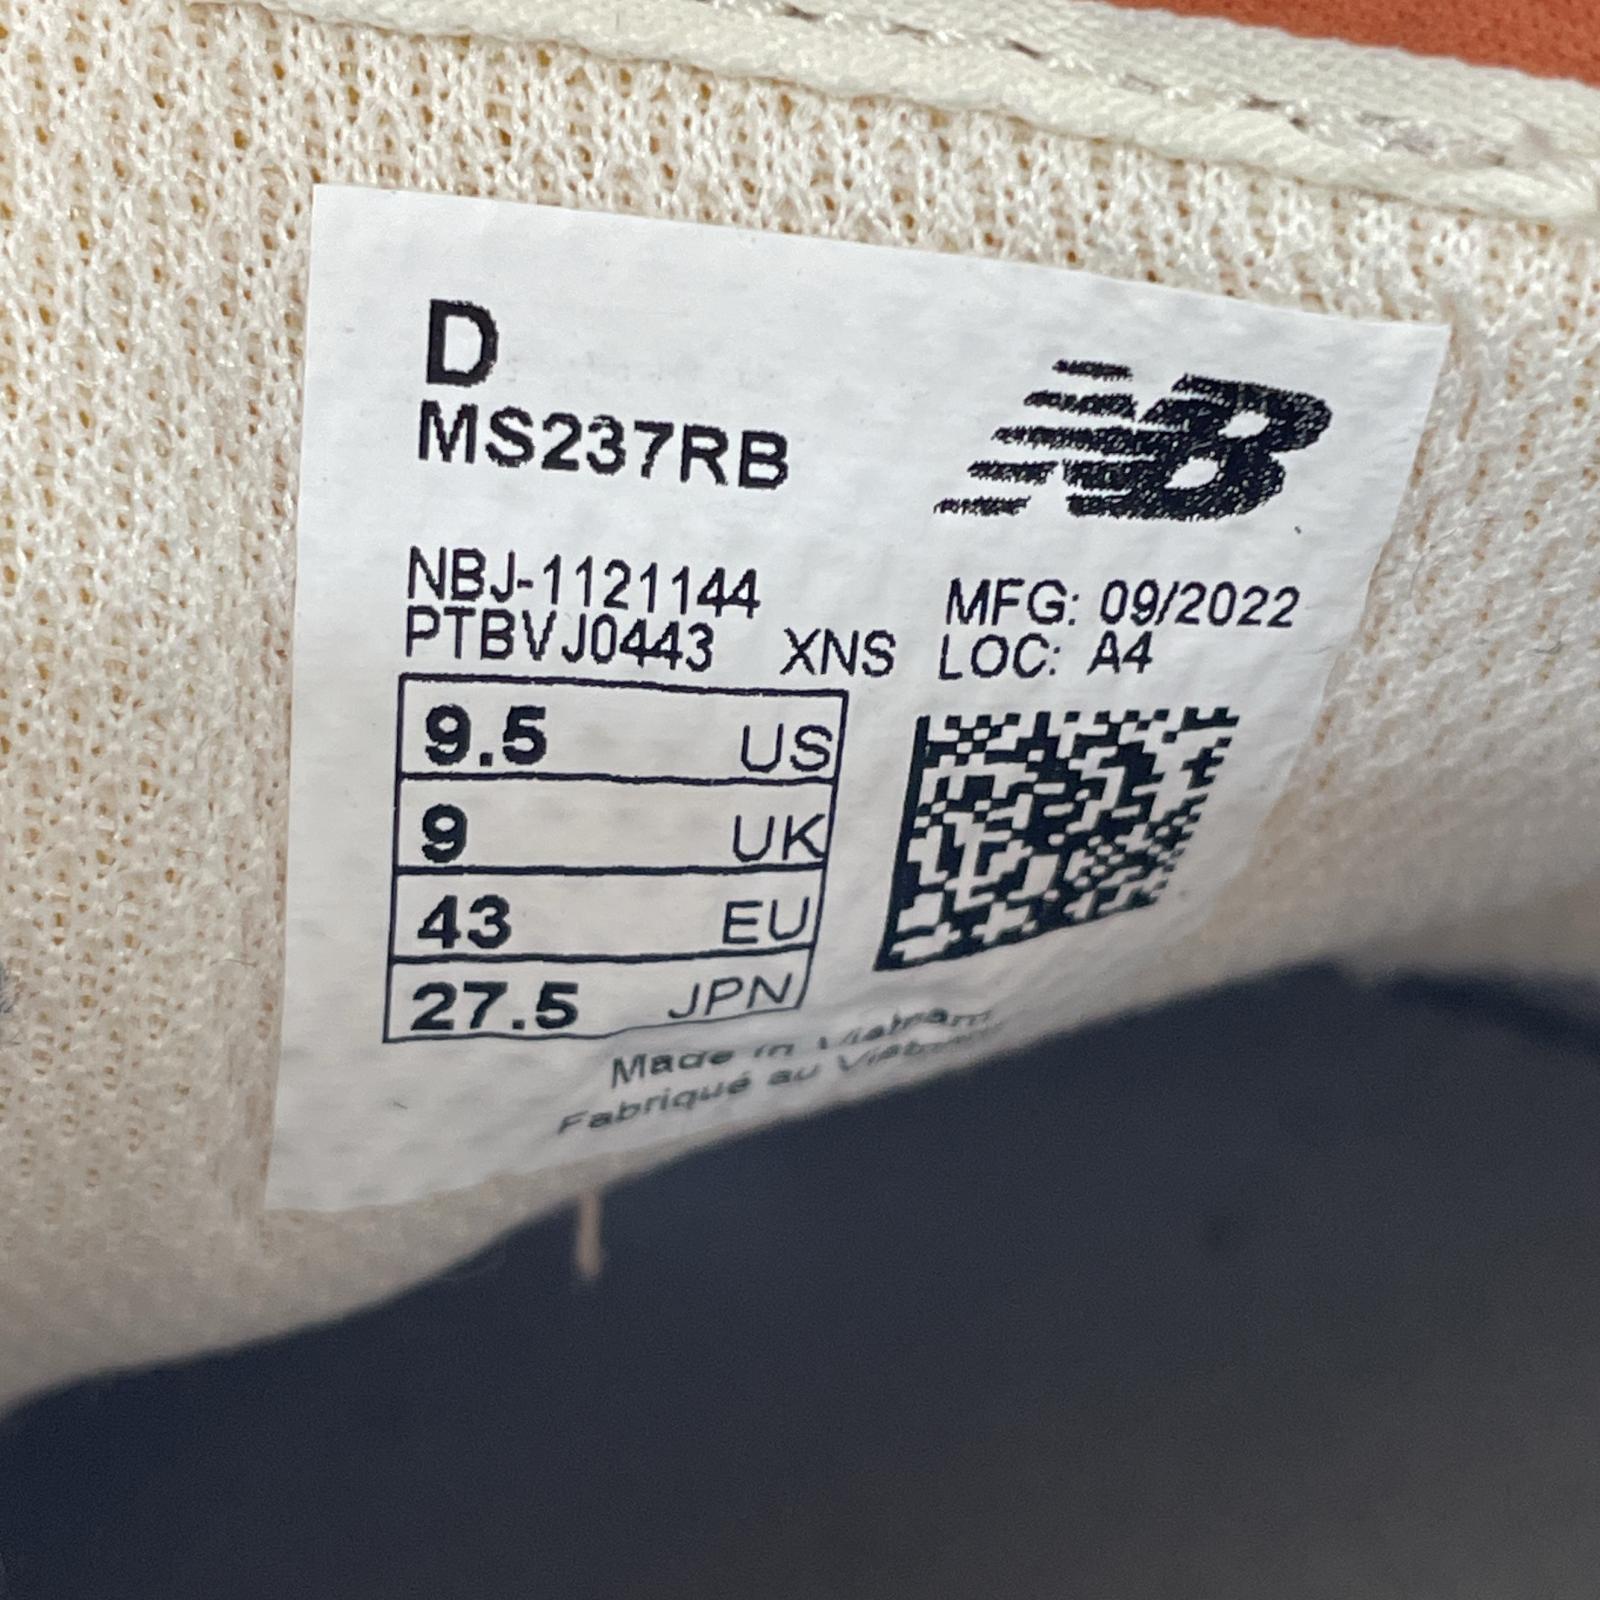 D
MS237RB
NB
NBJ-1121144
PTBVJ0443 XNS
MFG: 09/2022
LOC: A4
9.5 US
9 UK
43 EU
27.5 JPN
Made in Vietnam
Fabriqué au Vietnam